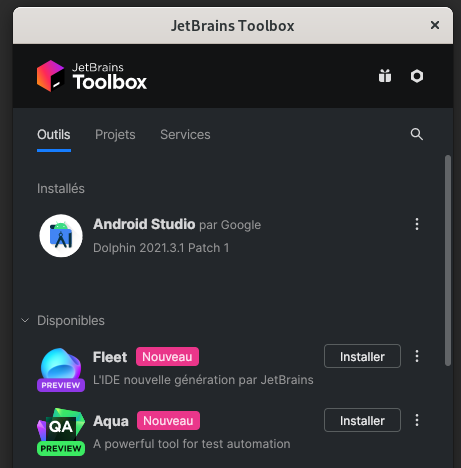 JetBrains Toolbox
JetBrains
Toolbox
Outils Projets Services
Installés
Android Studio par Google
Dolphin 2021.3.1 Patch 1
Disponibles
Fleet Nouveau Installer
PREVIEW
L'IDE nouvelle génération par JetBrains
QA
Aqua Nouveau Installer
PREVIEW
A powerful tool for test automation